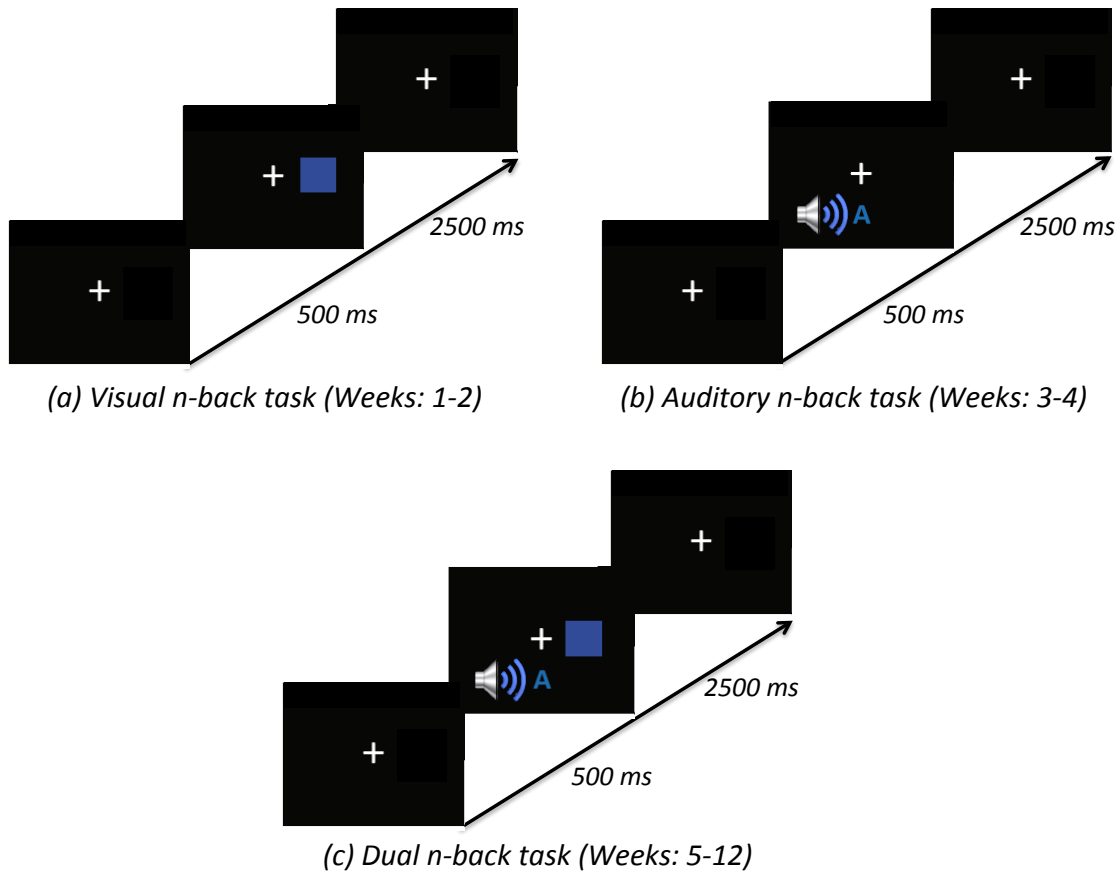 2500 ms
500 ms
(a) Visual n-back task (Weeks: 1-2)
A
2500 ms
500 ms
(b) Auditory n-back task (Weeks: 3-4)
A
2500 ms
500 ms
(c) Dual n-back task (Weeks: 5-12)